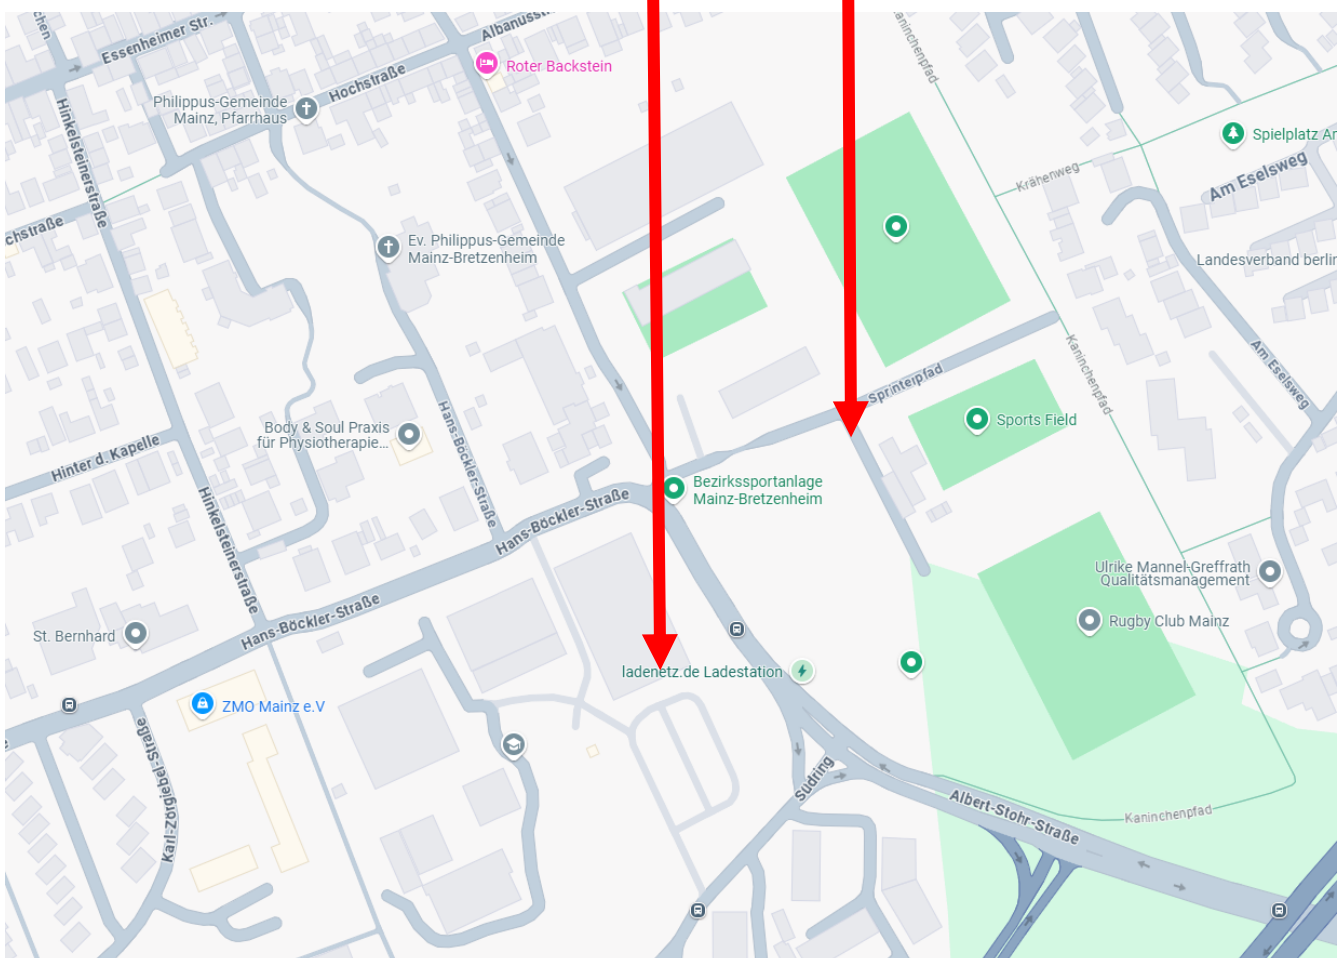 Essenheimer Str.
Albanusstr
Roter Backstein
Hochstraße
Philippus-Gemeinde
Mainz, Pfarrhaus
Hinkelsteinerstraße
Kaninchenpfad
Spielplatz Am
Krähenweg
Am Eselsweg
chstraße
Ev. Philippus-Gemeinde
Mainz-Bretzenheim
Landesverband berlin
Kaninchenpfad
Am Eselsweg
Sprinterpfad
Body & Soul Praxis
für Physiotherapie...
Hans-Böckler-Straße
Sports Field
Hinter d. Kapelle
Bezirkssportanlage
Mainz-Bretzenheim
Hinkelsteinerstraße
Hans-Böckler-Straße
Ulrike Mannel-Greffrath
Qualitätsmanagement
Hans-Böckler-Straße
Rugby Club Mainz
St. Bernhard
ladenetz.de Ladestation
ZMO Mainz e.V
Karl-Zörgiebel-Straße
Südring
Albert-Stohr-Straße
Kaninchenpfad